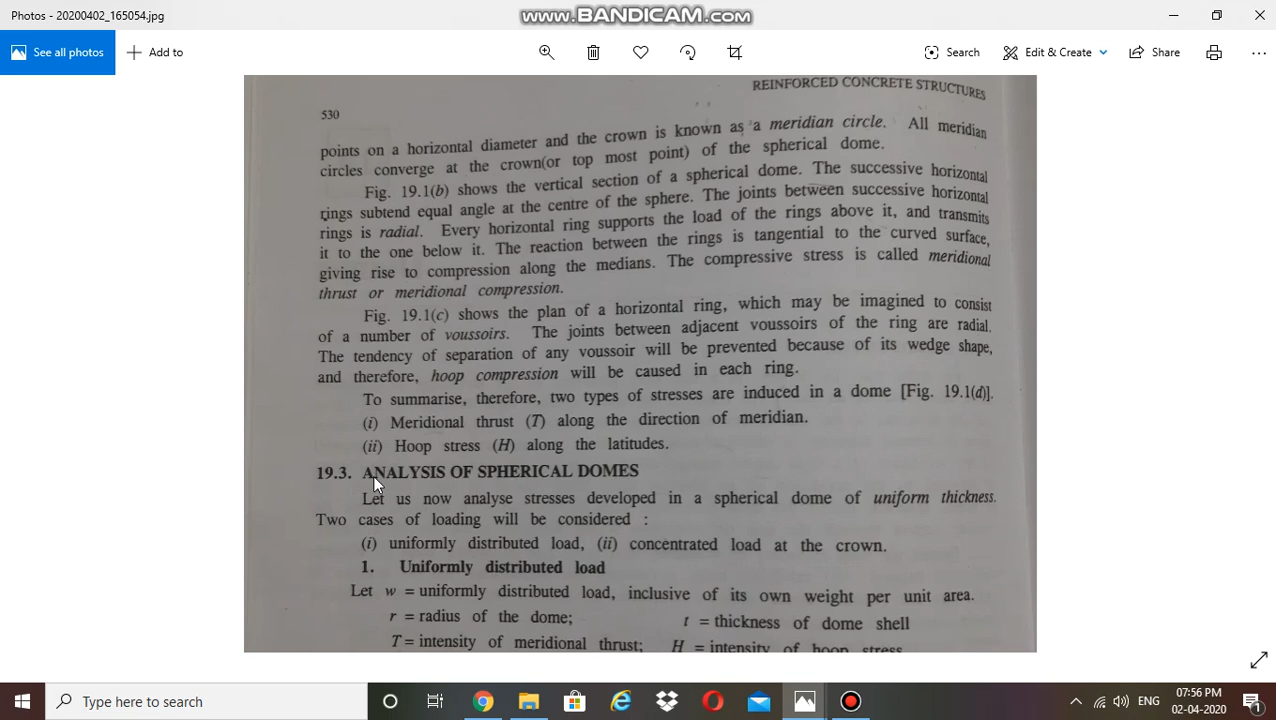 Photos - 20200402_165054.jpg
www.BANDICAM.com
See all photos
Add to
Search
Edit & Create
Share
REINFORCED CONCRETE STRUCTURES
530
points on a horizontal diameter and the crown is known as a meridian circle. All meridian
circles converge at the crown(or top most point) of the spherical dome.
Fig. 19.1(b) shows the vertical section of a spherical dome. The successive horizontal
rings subtend equal angle at the centre of the sphere. The joints between successive horizontal
rings is radial. Every horizontal ring supports the load of the rings above it, and transmits
it to the one below it. The reaction between the rings is tangential to the curved surface,
giving rise to compression along the medians. The compressive stress is called meridional
thrust or meridional compression.
Fig. 19.1(c) shows the plan of a horizontal ring, which may be imagined to consist
of a number of voussoirs. The joints between adjacent voussoirs of the ring are radial.
The tendency of separation of any voussoir will be prevented because of its wedge shape,
and therefore, hoop compression will be caused in each ring.
To summarise, therefore, two types of stresses are induced in a dome [Fig. 19.1(d)].
(i) Meridional thrust (T) along the direction of meridian.
(ii) Hoop stress (H) along the latitudes.
19.3. ANALYSIS OF SPHERICAL DOMES
Let us now analyse stresses developed in a spherical dome of uniform thickness.
Two cases of loading will be considered :
(i) uniformly distributed load, (ii) concentrated load at the crown.
1. Uniformly distributed load
Let w = uniformly distributed load, inclusive of its own weight per unit area.
r = radius of the dome; t = thickness of dome shell
T = intensity of meridional thrust; H = intensity of hoop stress
Type here to search
ENG
07:56 PM
02-04-2020
1